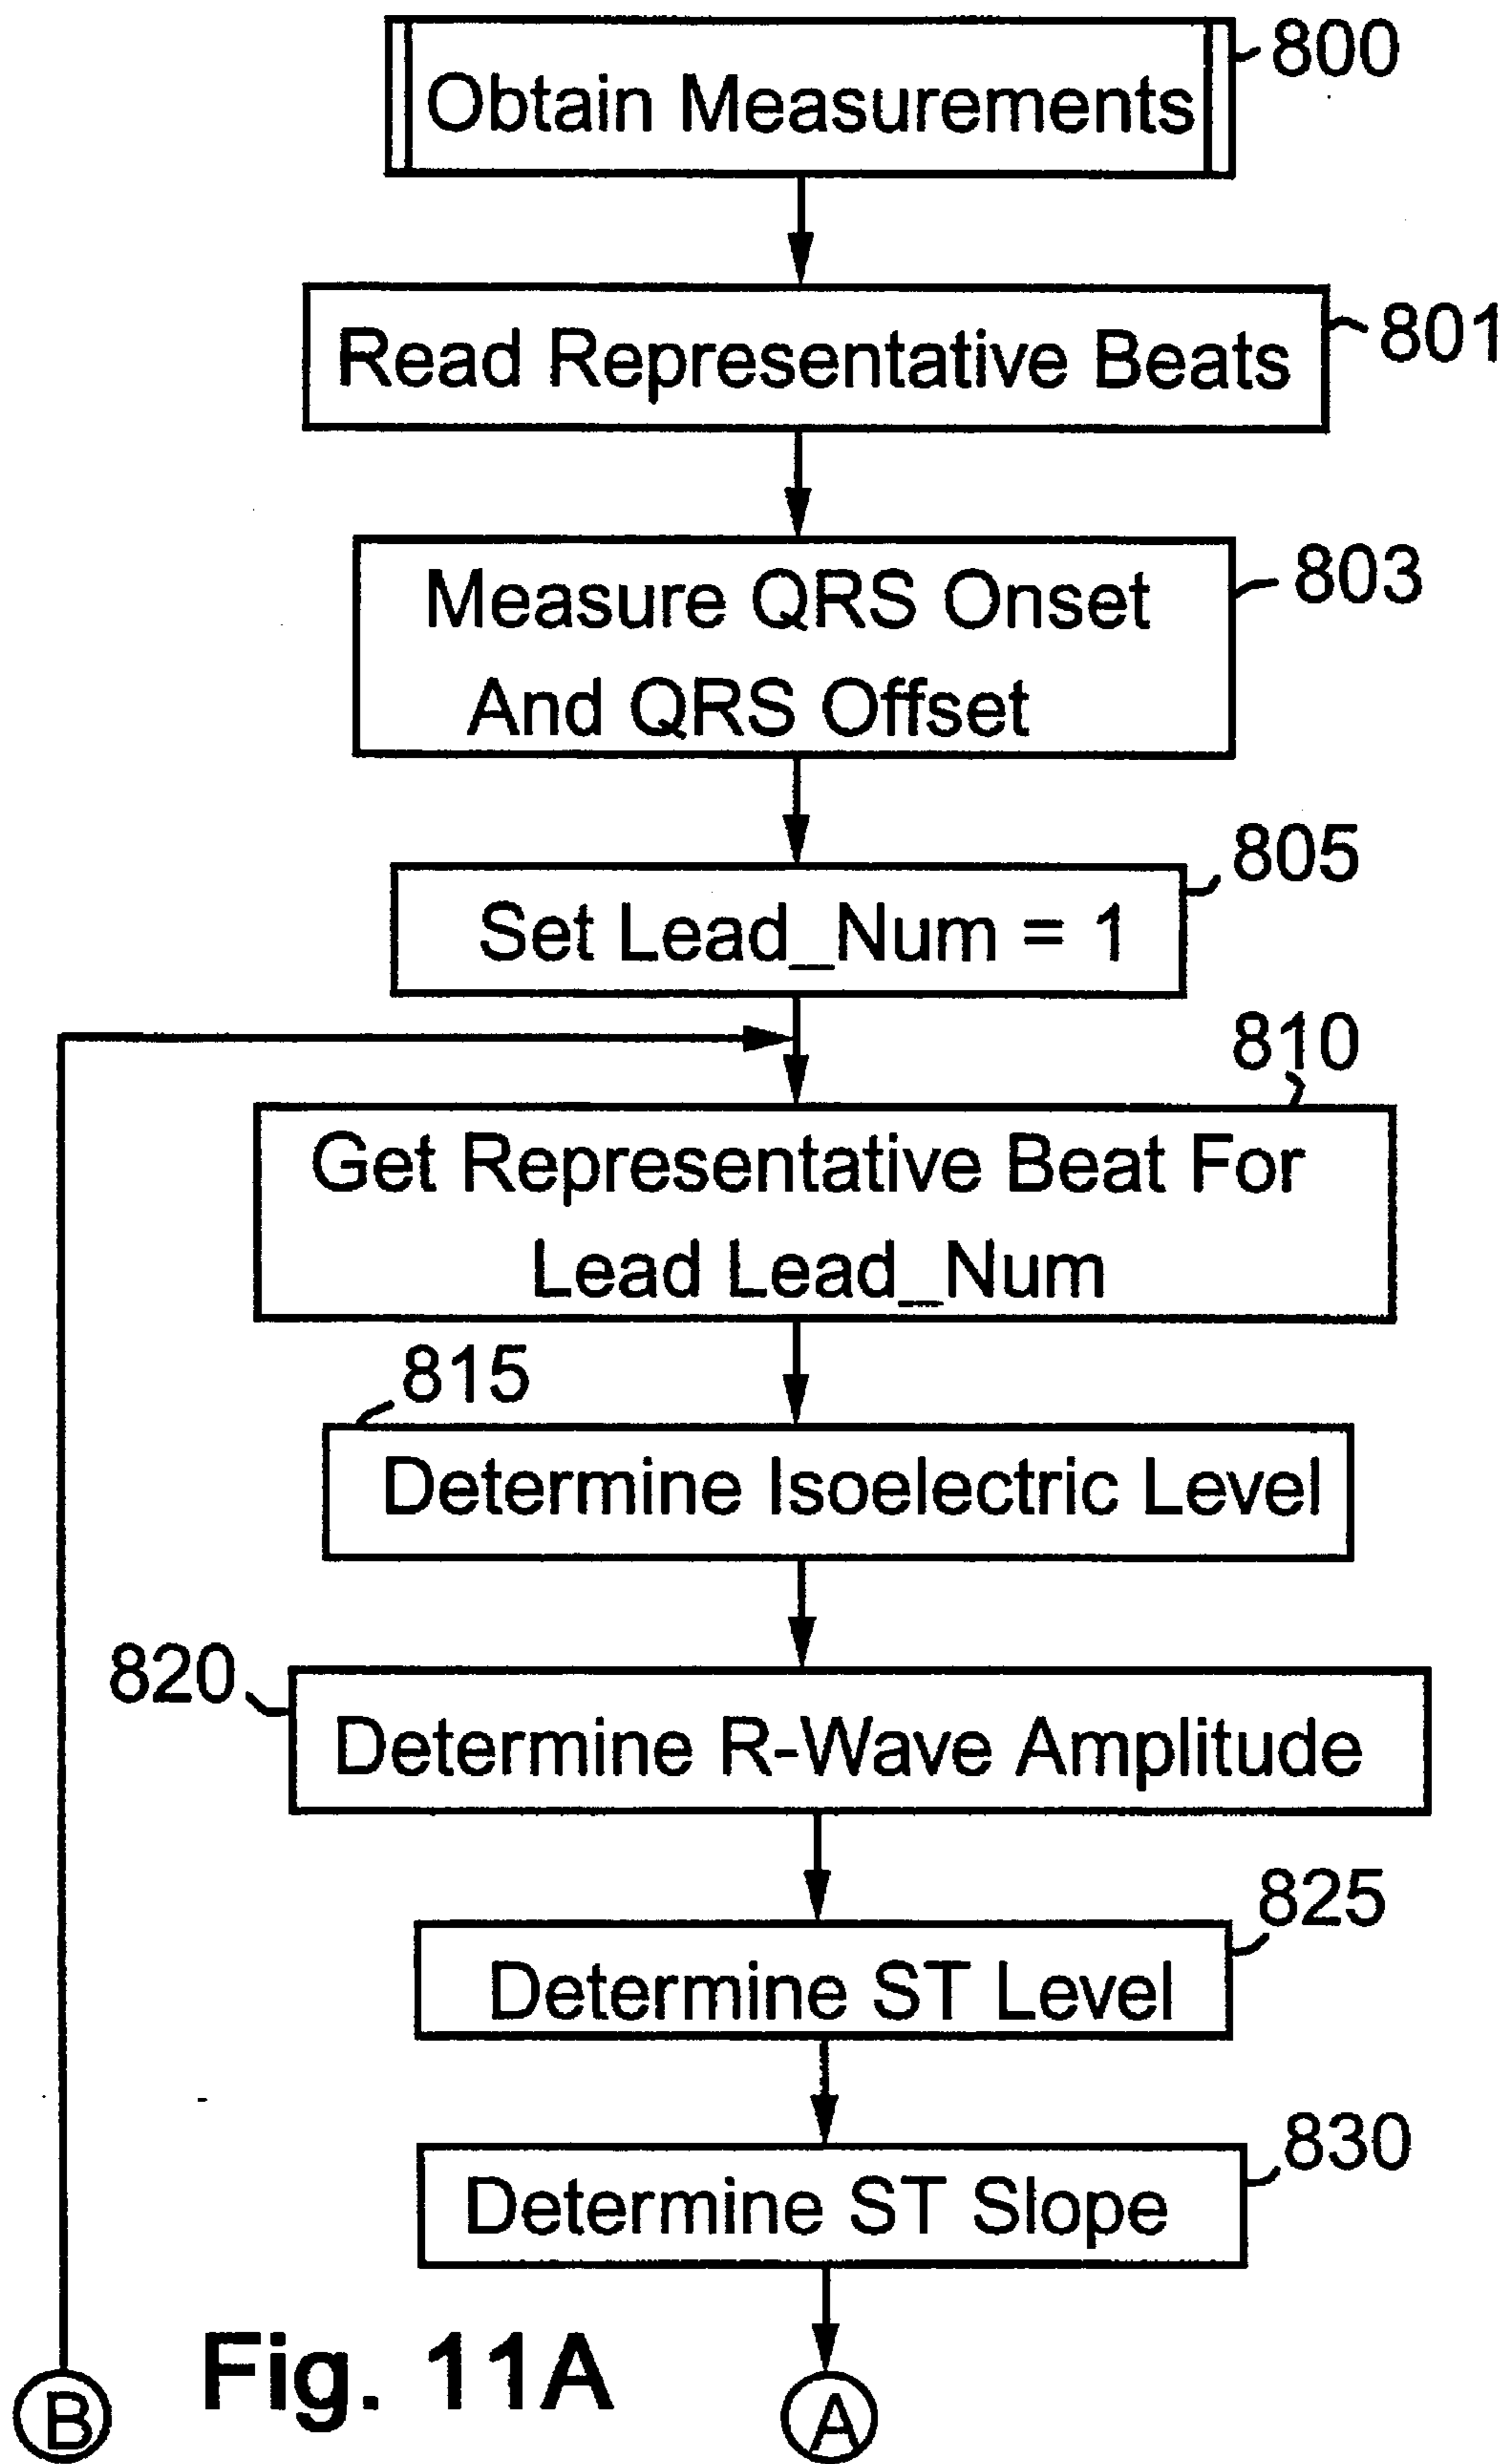 Obtain Measurements
800
Read Representative Beats
801
Measure QRS Onset
And QRS Offset
803
Set Lead_Num = 1
805
810
Get Representative Beat For
Lead Lead_Num
815
Determine Isoelectric Level
820
Determine R-Wave Amplitude
825
Determine ST Level
830
Determine ST Slope
Fig. 11A
B
A